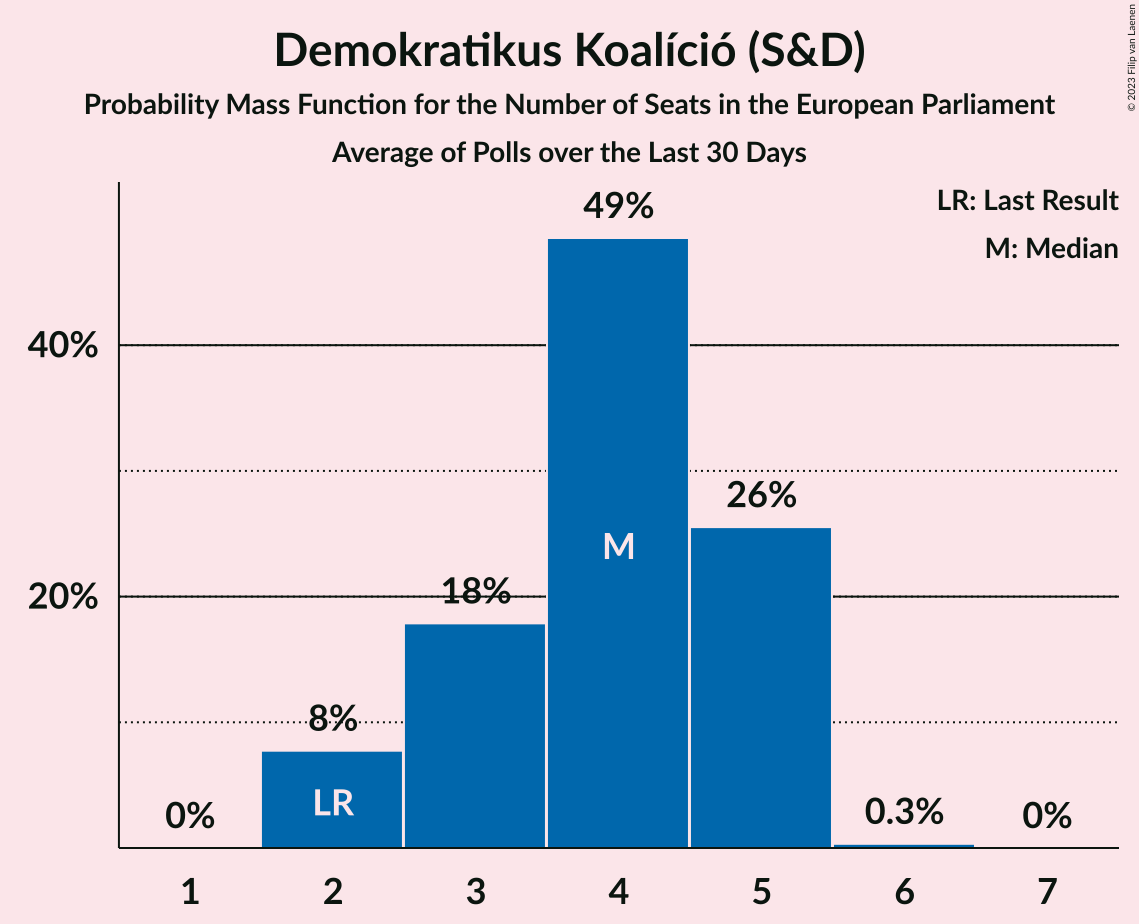 Demokratikus Koalíció (S&D)
Probability Mass Function for the Number of Seats in the European Parliament
Average of Polls over the Last 30 Days
© 2023 Filip van Laenen
LR: Last Result
M: Median
49%
40%
26%
M
18%
20%
8%
LR
0%
0.3%
0%
1 2 3 4 5 6 7